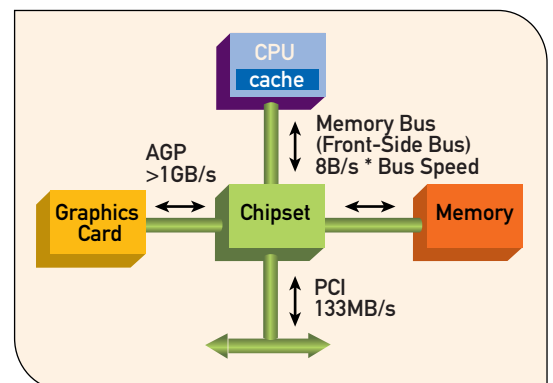 CPU
cache
Memory Bus
(Front-Side Bus)
8B/s * Bus Speed
AGP
>1GB/s
Graphics
Card
Chipset
Memory
PCI
133MB/s